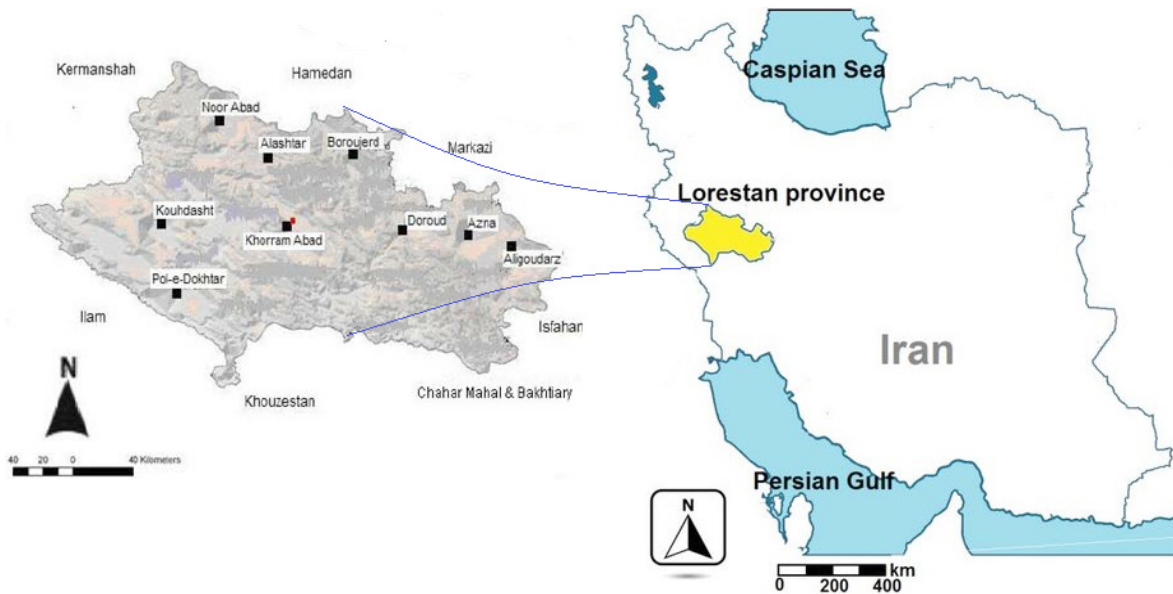 Kermanshah
Hamedan
Noor Abad
Alashtar
Boroujerd
Markazi
Kouhdasht
Khorram Abad
Doroud
Azna
Aligoudarz
Pol-e-Dokhtar
Ilam
Isfahan
Khouzestan
Chahar Mahal & Bakhtiary
N
40 20 0 40 Kilometers
Caspian Sea
Lorestan province
Iran
Persian Gulf
N
km
0 200 400